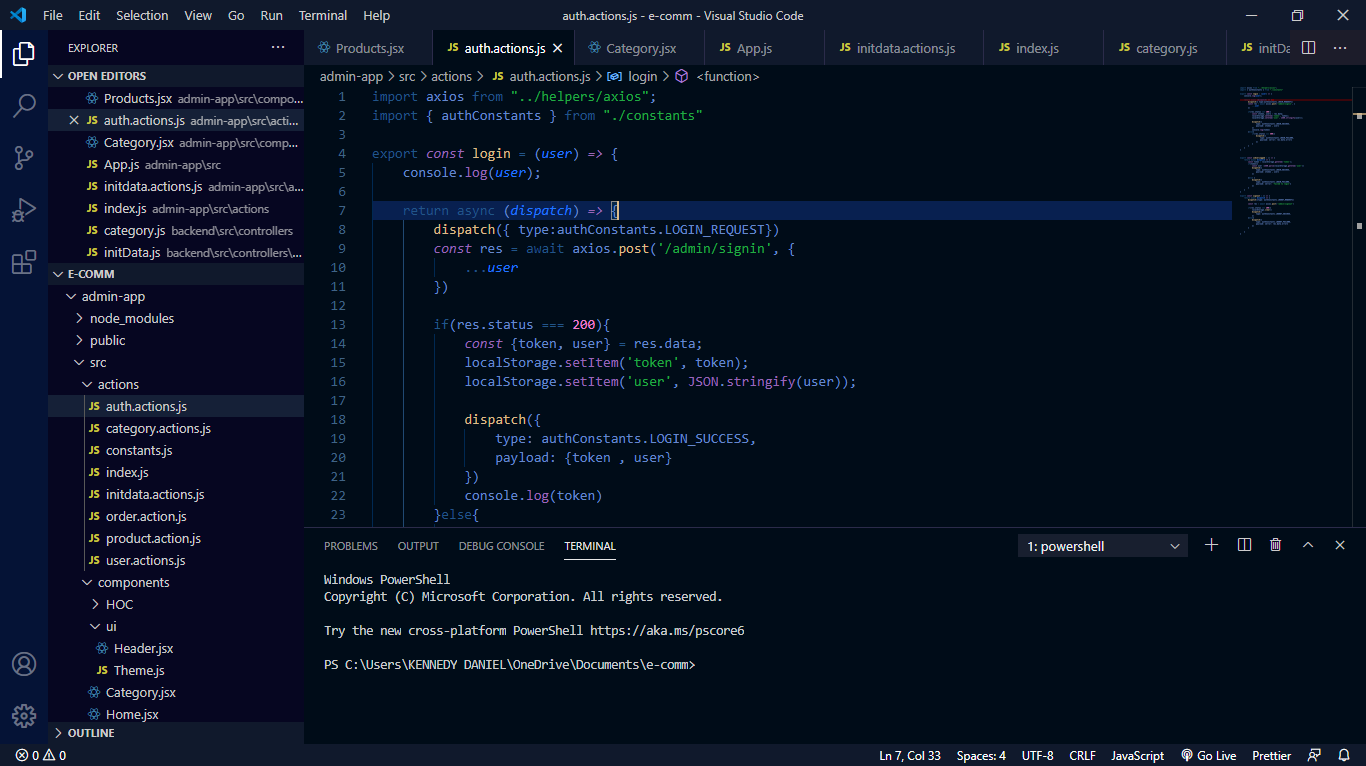 File Edit Selection View Go Run Terminal Help
auth.actions.js - e-comm - Visual Studio Code
EXPLORER
OPEN EDITORS
Products.jsx admin-app\src\compo...
auth.actions.js admin-app\src\acti...
Category.jsx admin-app\src\comp...
JS App.js admin-app\src
JS initdata.actions.js admin-app\src\a...
JS index.js admin-app\src\actions
JS category.js backend\src\controllers
JS initData.js backend\src\controllers\...
E-COMM
admin-app
node_modules
public
src
actions
JS auth.actions.js
JS category.actions.js
JS constants.js
JS index.js
JS initdata.actions.js
JS order.action.js
JS product.action.js
JS user.actions.js
components
HOC
ui
Header.jsx
JS Theme.js
Category.jsx
Home.jsx
OUTLINE
Products.jsx JS auth.actions.js Category.jsx JS App.js JS initdata.actions.js JS index.js JS category.js JS initDa
admin-app > src > actions > JS auth.actions.js > login > <function>
1 import axios from "../helpers/axios";
2 import { authConstants } from "./constants"
3
4 export const login = (user) => {
5 console.log(user);
6
7 return async (dispatch) => {
8 dispatch({ type:authConstants.LOGIN_REQUEST})
9 const res = await axios.post('/admin/signin', {
10 ...user
11 })
12
13 if(res.status === 200){
14 const {token, user} = res.data;
15 localStorage.setItem('token', token);
16 localStorage.setItem('user', JSON.stringify(user));
17
18 dispatch({
19 type: authConstants.LOGIN_SUCCESS,
20 payload: {token , user}
21 })
22 console.log(token)
23 }else{
PROBLEMS OUTPUT DEBUG CONSOLE TERMINAL
1: powershell
Windows PowerShell
Copyright (C) Microsoft Corporation. All rights reserved.
Try the new cross-platform PowerShell https://aka.ms/pscore6
PS C:\Users\KENNEDY DANIEL\OneDrive\Documents\e-comm>
0 0
Ln 7, Col 33 Spaces: 4 UTF-8 CRLF JavaScript Go Live Prettier